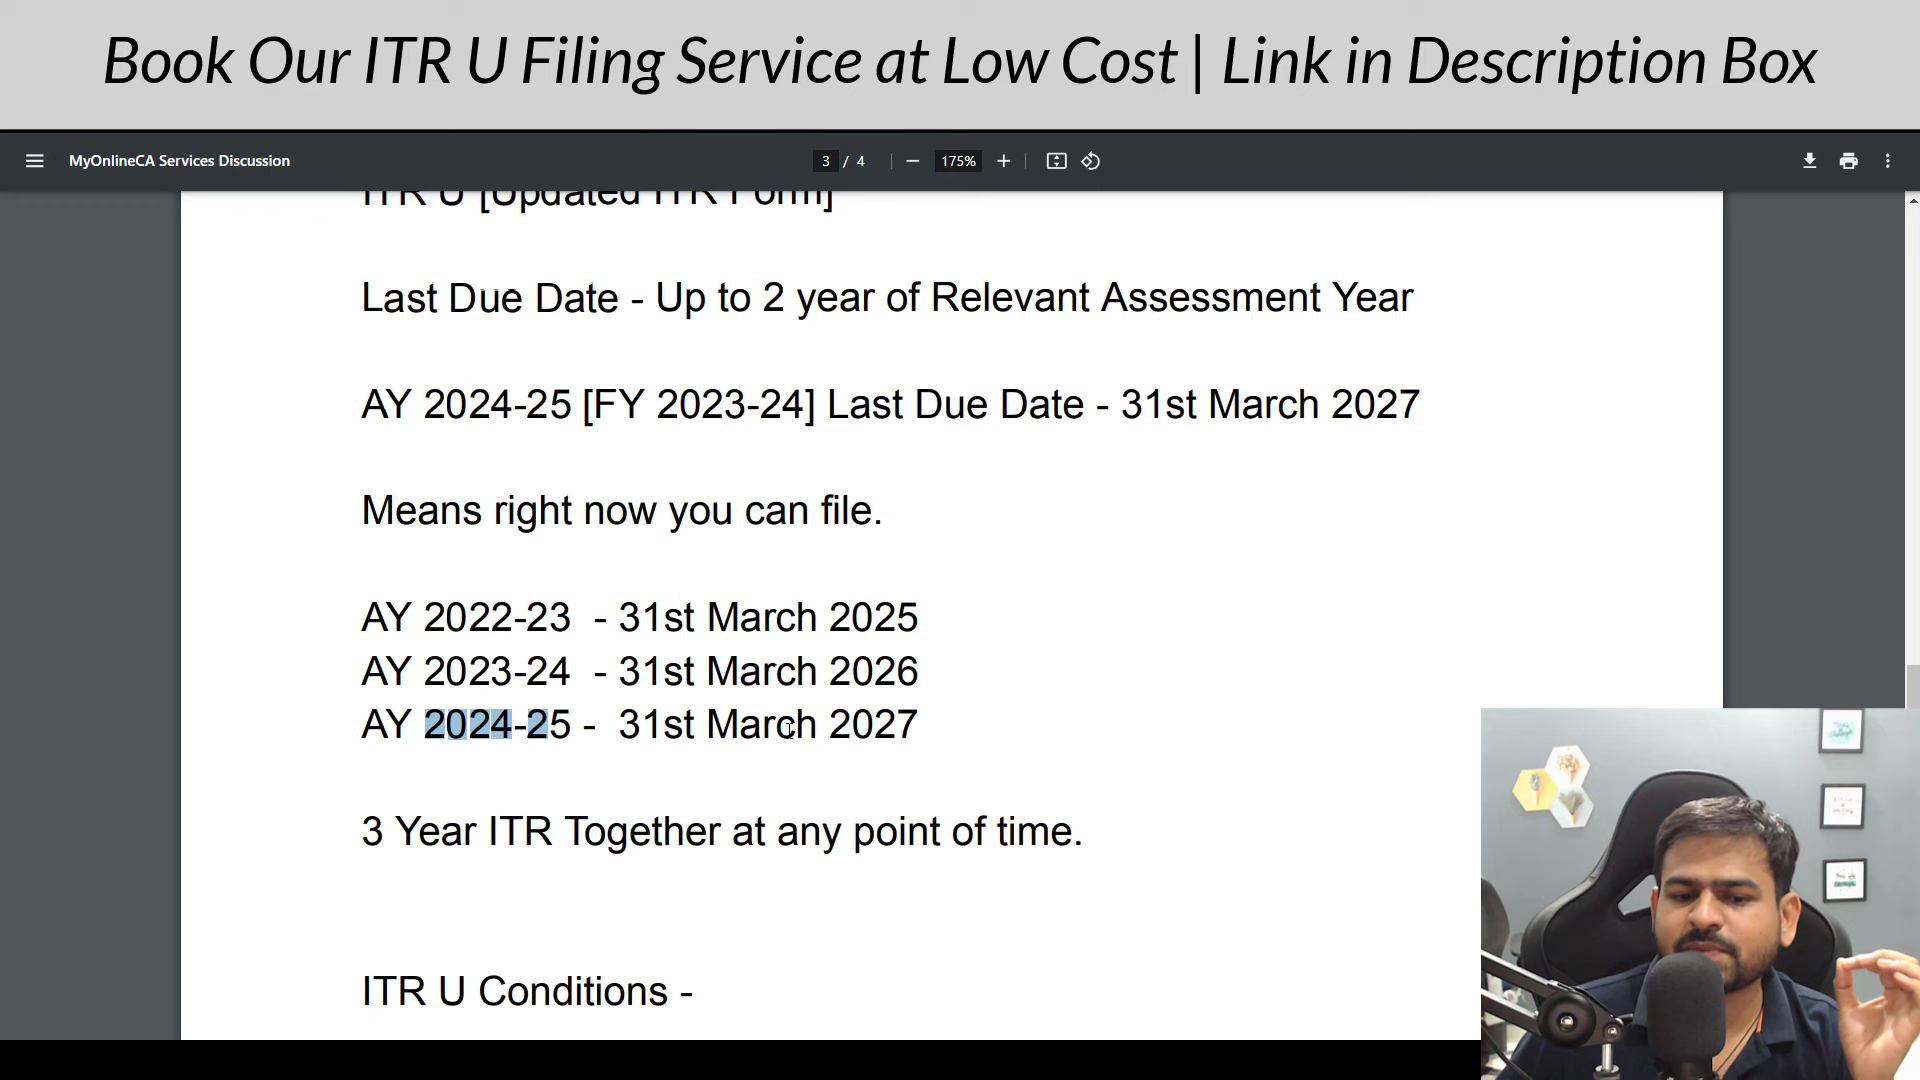 Book Our ITR U Filing Service at Low Cost | Link in Description Box
MyOnlineCA Services Discussion
3 / 4
175%
ITR U [Updated ITR Form]
Last Due Date - Up to 2 year of Relevant Assessment Year
AY 2024-25 [FY 2023-24] Last Due Date - 31st March 2027
Means right now you can file.
AY 2022-23 - 31st March 2025
AY 2023-24 - 31st March 2026
AY 2024-25 - 31st March 2027
3 Year ITR Together at any point of time.
ITR U Conditions -